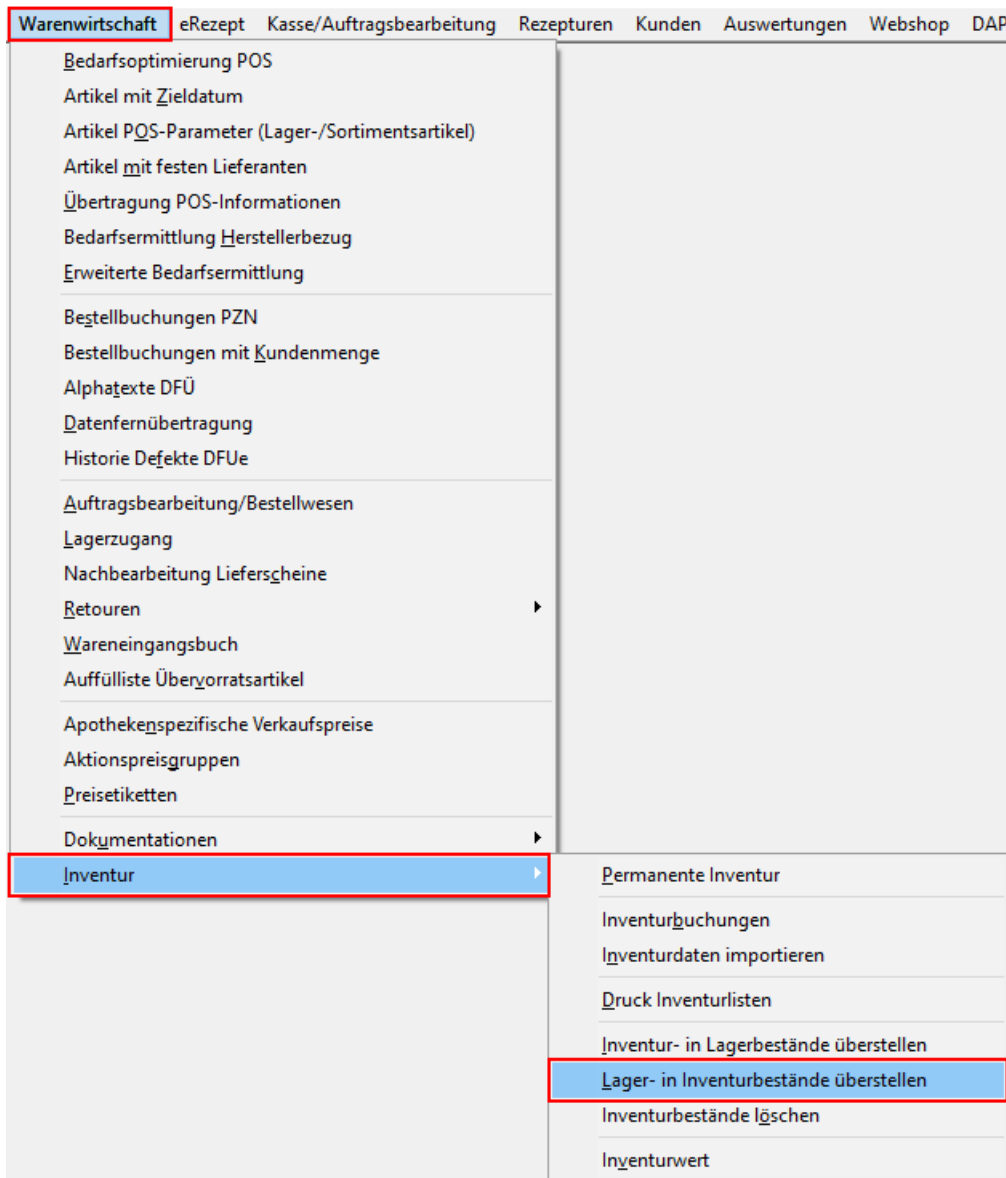 Warenwirtschaft eRezept Kasse/Auftragsbearbeitung Rezepturen Kunden Auswertungen Webshop DAP
Bedarfsoptimierung POS
Artikel mit Zieldatum
Artikel POS-Parameter (Lager-/Sortimentsartikel)
Artikel mit festen Lieferanten
Übertragung POS-Informationen
Bedarfsermittlung Herstellerbezug
Erweiterte Bedarfsermittlung
Bestellbuchungen PZN
Bestellbuchungen mit Kundenmenge
Alphatexte DFÜ
Datenfernübertragung
Historie Defekte DFUe
Auftragsbearbeitung/Bestellwesen
Lagerzugang
Nachbearbeitung Lieferscheine
Retouren
Wareneingangsbuch
Auffülliste Übervorratsartikel
Apothekenspezifische Verkaufspreise
Aktionspreisgruppen
Preisetiketten
Dokumentationen
Inventur
Permanente Inventur
Inventurbuchungen
Inventurdaten importieren
Druck Inventurlisten
Inventur- in Lagerbestände überstellen
Lager- in Inventurbestände überstellen
Inventurbestände löschen
Inventurwert